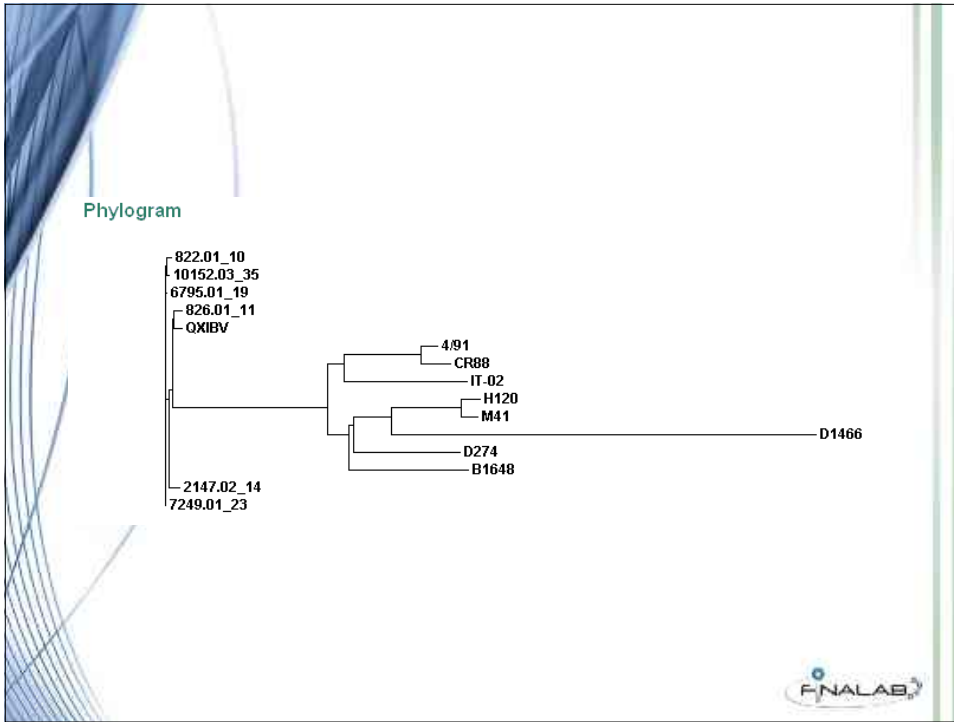 Phylogram
822.01_10
10152.03_35
6795.01_19
826.01_11
QXIBV
4/91
CR88
IT-02
H120
M41
D1466
D274
B1648
2147.02_14
7249.01_23
FiNALAB